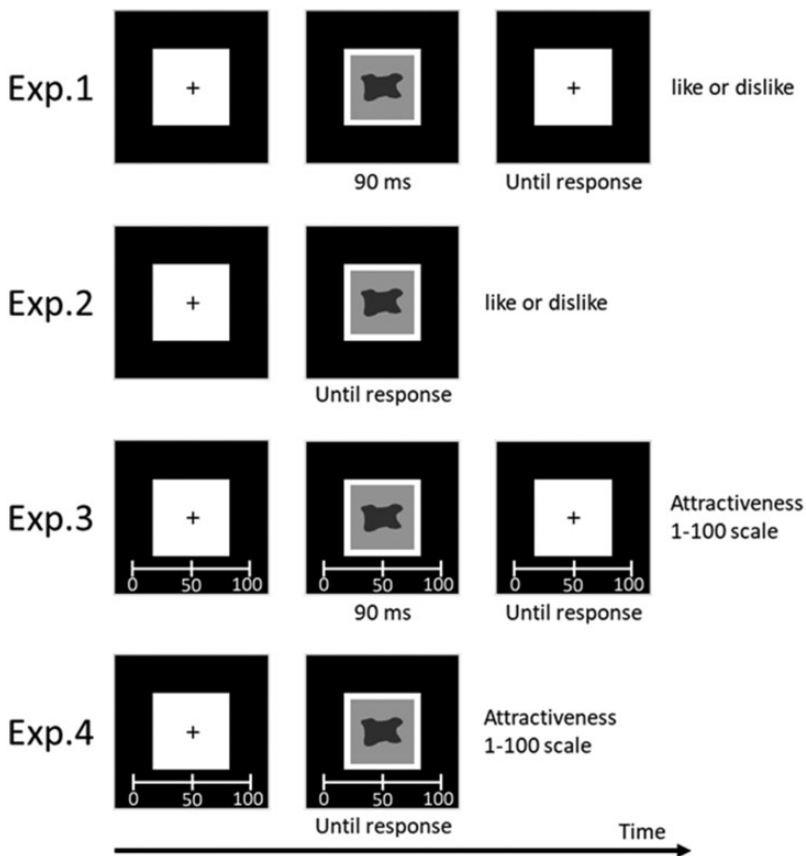 Exp.1
like or dislike
90 ms
Until response
Exp.2
like or dislike
Until response
Exp.3
Attractiveness
1-100 scale
0 50 100
0 50 100
0 50 100
90 ms
Until response
Exp.4
Attractiveness
1-100 scale
0 50 100
0 50 100
Until response
Time